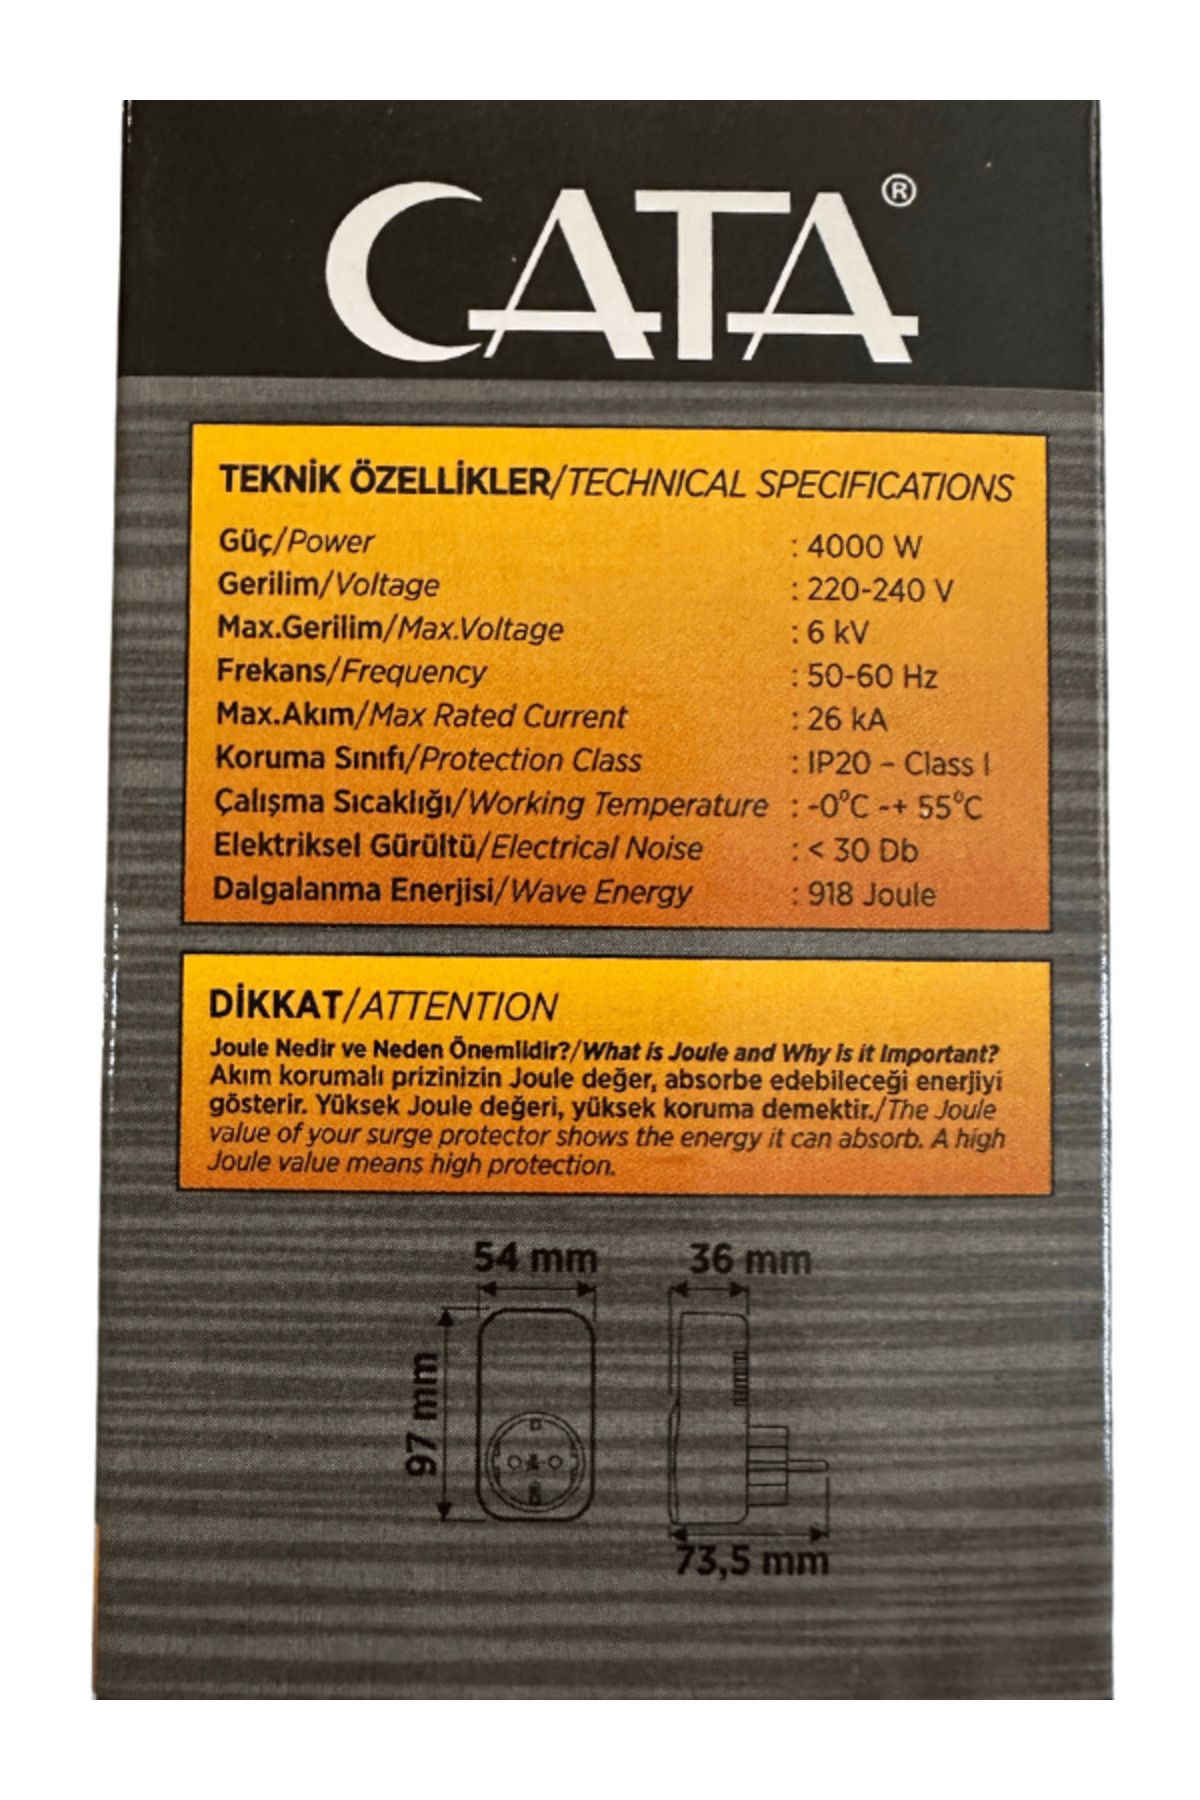 CATA®
TEKNİK ÖZELLİKLER/TECHNICAL SPECIFICATIONS
Güç/Power : 4000 W
Gerilim/Voltage : 220-240 V
Max.Gerilim/Max.Voltage : 6 kV
Frekans/Frequency : 50-60 Hz
Max.Akım/Max Rated Current : 26 kA
Koruma Sınıfı/Protection Class : IP20 – Class I
Çalışma Sıcaklığı/Working Temperature : -0°C -+ 55°C
Elektriksel Gürültü/Electrical Noise : < 30 Db
Dalgalanma Enerjisi/Wave Energy : 918 Joule
DİKKAT/ATTENTION
Joule Nedir ve Neden Önemlidir?/What is Joule and Why is it Important?
Akım korumalı prizinizin Joule değer, absorbe edebileceği enerjiyi
gösterir. Yüksek Joule değeri, yüksek koruma demektir./The Joule
value of your surge protector shows the energy it can absorb. A high
Joule value means high protection.
54 mm 36 mm
97 mm
73,5 mm